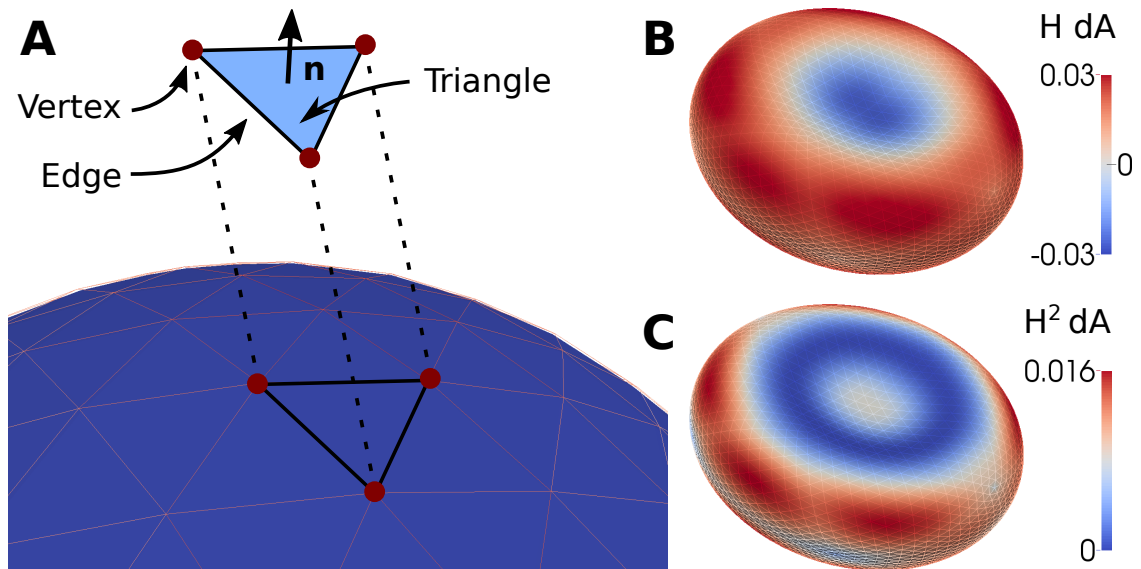 A
n
Triangle
Vertex
Edge
B
H dA
0.03
0
-0.03
C
H² dA
0.016
0